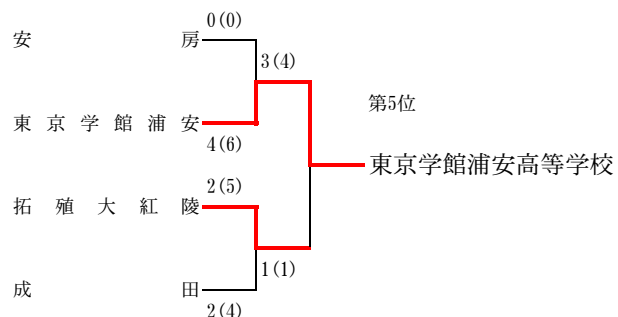 0(0)
安房
3(4)
第5位
東京学館浦安
4(6)
東京学館浦安高等学校
2(5)
拓殖大紅陵
1(1)
成田
2(4)